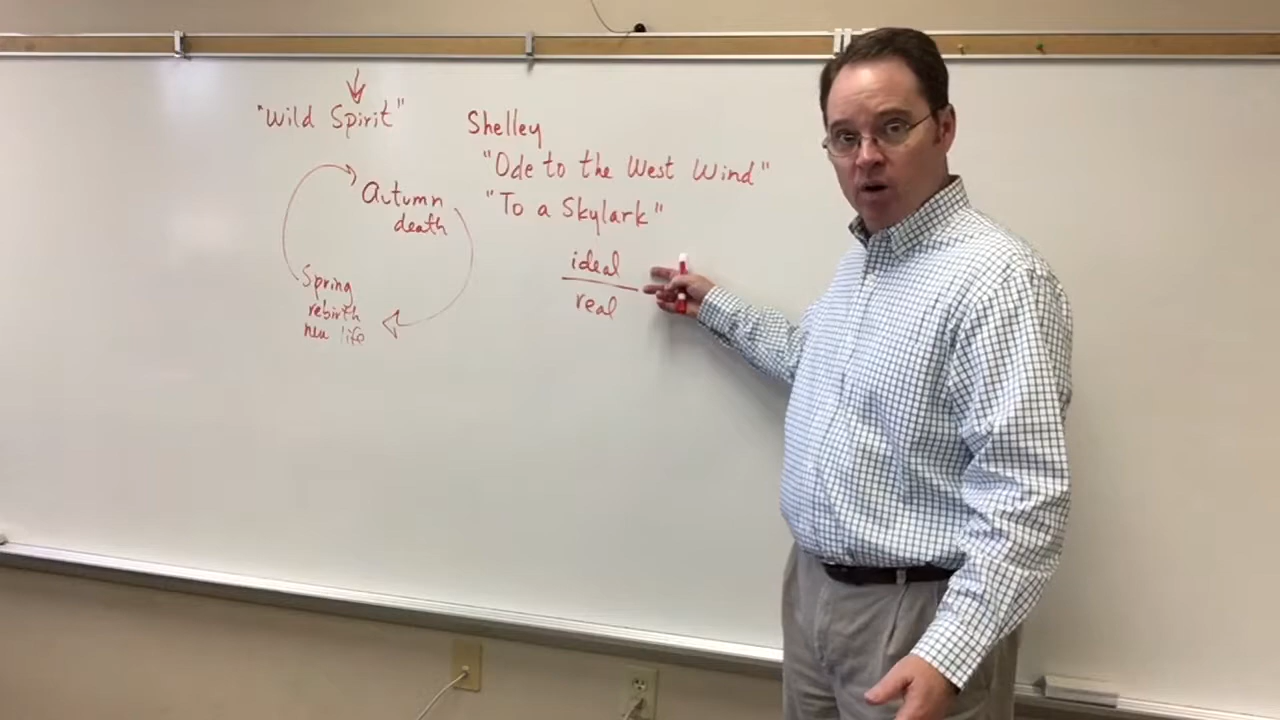 "Wild Spirit"
Autumn
death
Spring
rebirth
new life
Shelley
"Ode to the West Wind"
"To a Skylark"
ideal
real